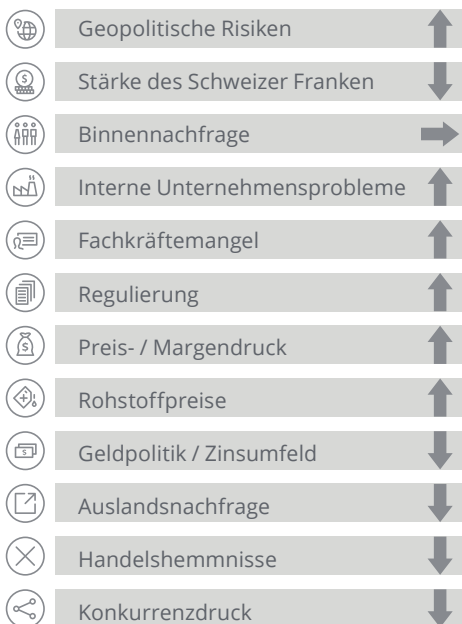 Geopolitische Risiken
Stärke des Schweizer Franken
Binnennachfrage
Interne Unternehmensprobleme
Fachkräftemangel
Regulierung
Preis- / Margendruck
Rohstoffpreise
Geldpolitik / Zinsumfeld
Auslandsnachfrage
Handelshemmnisse
Konkurrenzdruck